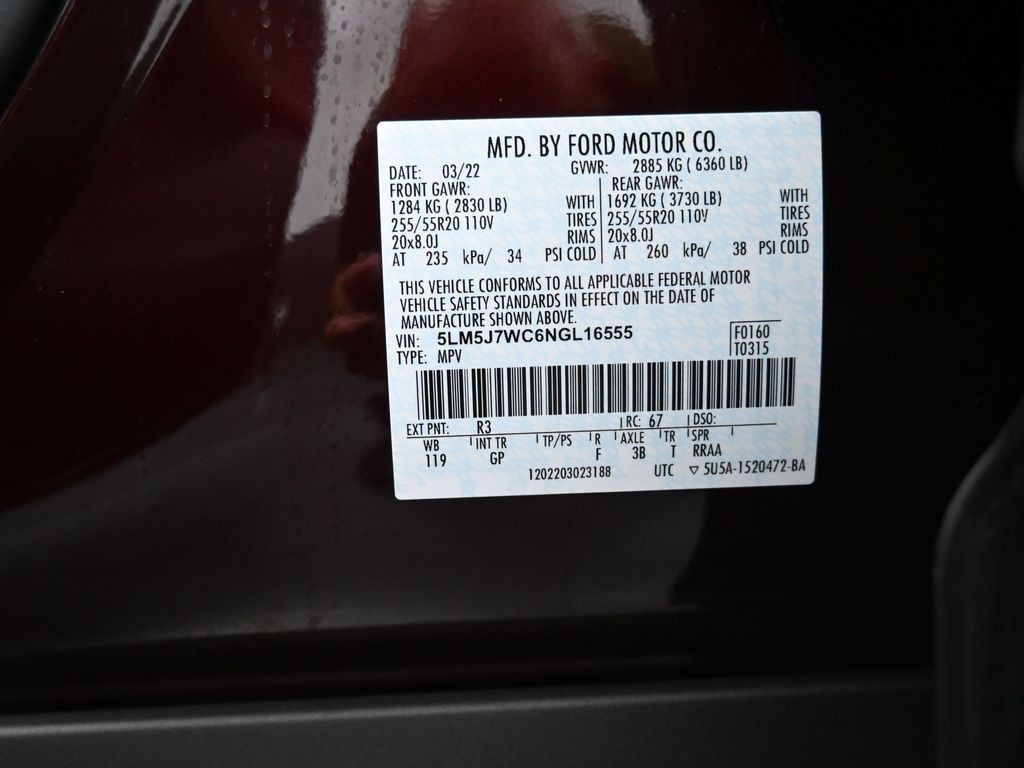 MFD. BY FORD MOTOR CO.
DATE: 03/22 GVWR: 2885 KG ( 6360 LB)
FRONT GAWR: REAR GAWR:
1284 KG ( 2830 LB) WITH 1692 KG ( 3730 LB) WITH
255/55R20 110V TIRES 255/55R20 110V TIRES
20x8.0J RIMS 20x8.0J RIMS
AT 235 kPa/ 34 PSI COLD AT 260 kPa/ 38 PSI COLD
THIS VEHICLE CONFORMS TO ALL APPLICABLE FEDERAL MOTOR
VEHICLE SAFETY STANDARDS IN EFFECT ON THE DATE OF
MANUFACTURE SHOWN ABOVE.
VIN: 5LM5J7WC6NGL16555 F0160
TYPE: MPV T0315
EXT PNT: R3 RC: 67 DSO:
WB INT TR TP/PS R AXLE TR SPR
119 GP F 3B T RRAA
1202203023188 UTC ▽ 5U5A-1520472-BA